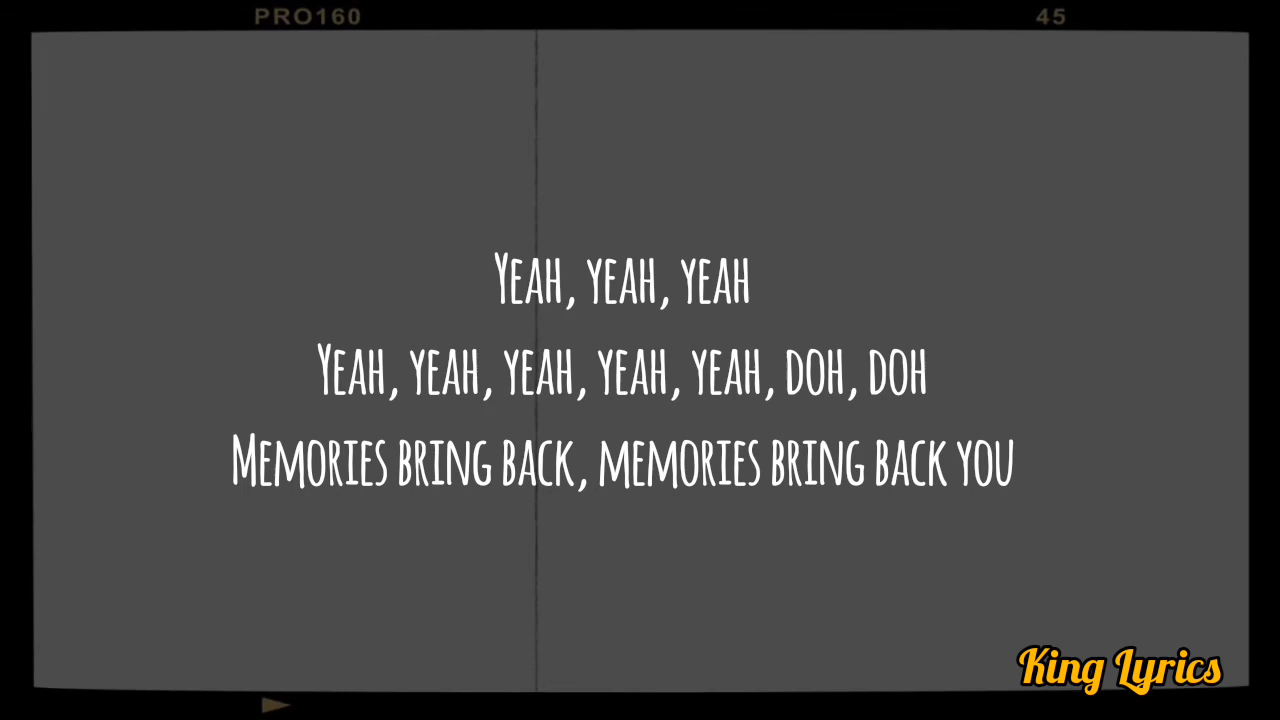 PRO160 45
Yeah, yeah, yeah
Yeah, yeah, yeah, yeah, yeah, doh, doh
Memories bring back, memories bring back you
King Lyrics